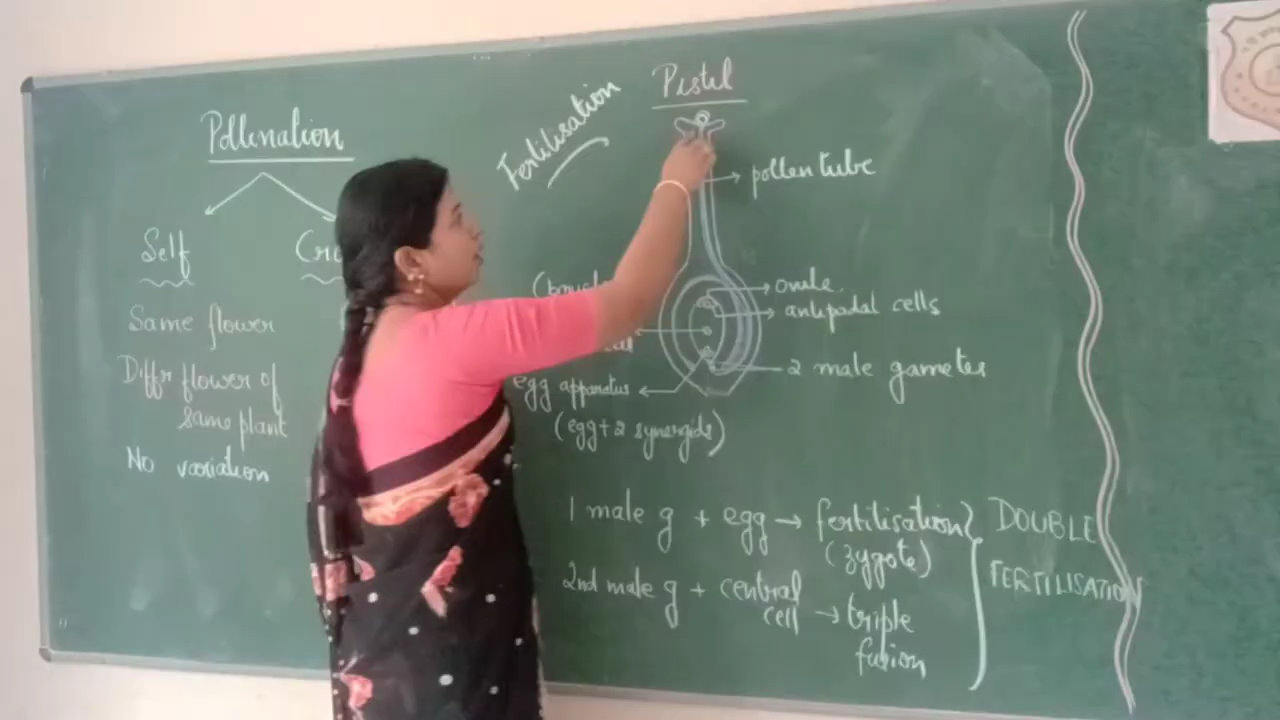 Pollination
Self
Same flower
Diffr flower of
same plant
No variation
Fertilisation
Pistil
pollen tube
ovule
antipodal cells
2 male gametes
egg apparatus
(egg + 2 synergids)
1 male g + egg → fertilisation
(zygote)
2nd male g + central
cell → triple
fusion
DOUBLE
FERTILISATION